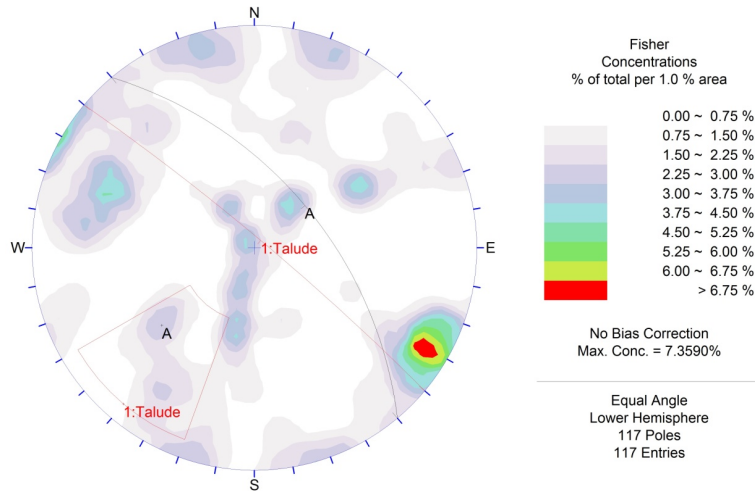 N
Fisher
Concentrations
% of total per 1.0 % area
0.00 ~ 0.75 %
0.75 ~ 1.50 %
1.50 ~ 2.25 %
2.25 ~ 3.00 %
3.00 ~ 3.75 %
3.75 ~ 4.50 %
4.50 ~ 5.25 %
5.25 ~ 6.00 %
6.00 ~ 6.75 %
> 6.75 %
A
W
1:Talude
E
A
1:Talude
S
No Bias Correction
Max. Conc. = 7.3590%
Equal Angle
Lower Hemisphere
117 Poles
117 Entries